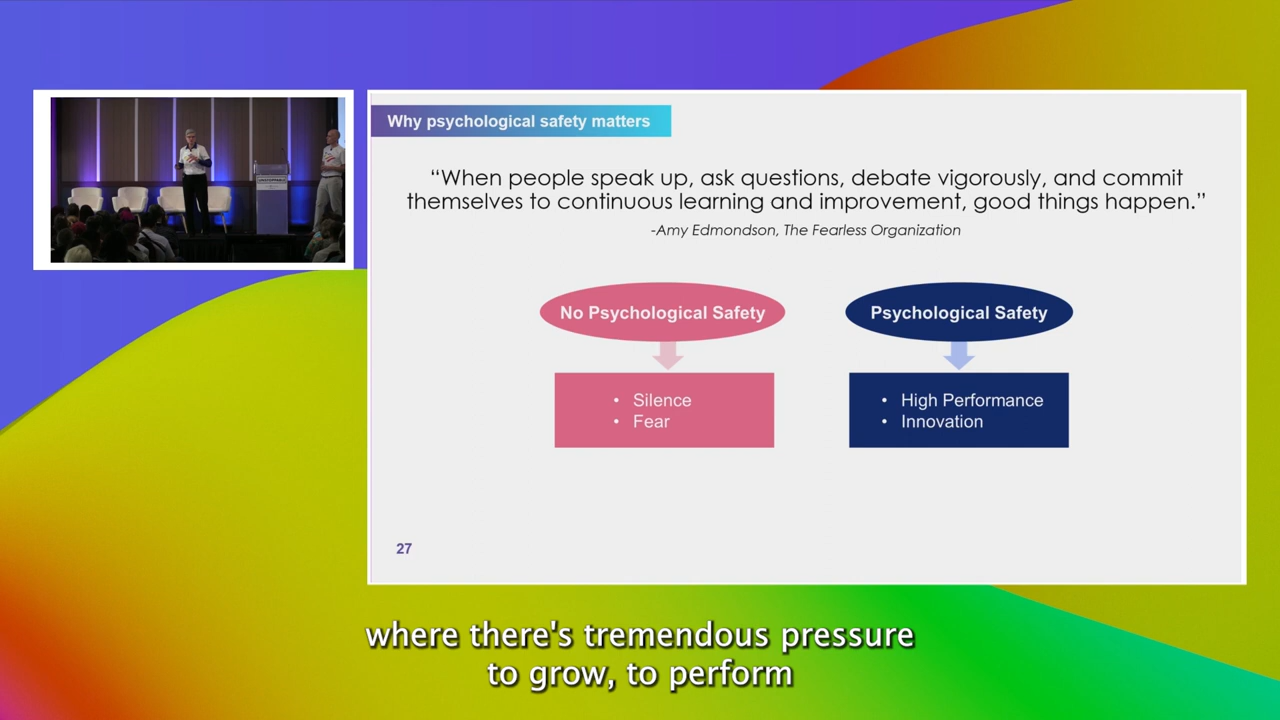 Why psychological safety matters
“When people speak up, ask questions, debate vigorously, and commit
themselves to continuous learning and improvement, good things happen.”
-Amy Edmondson, The Fearless Organization
No Psychological Safety
Psychological Safety
• Silence
• Fear
• High Performance
• Innovation
27
where there's tremendous pressure
to grow, to perform